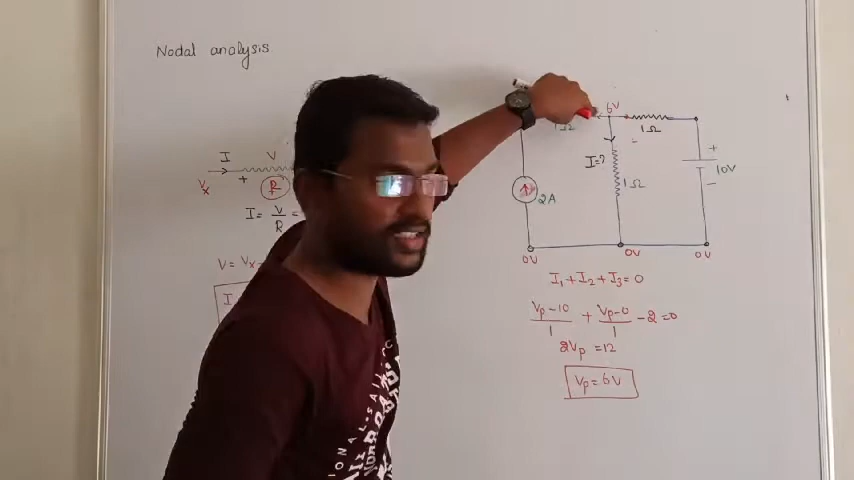 Nodal analysis
6V
1Ω
1Ω
I
V
I=?
+
10V
Vx
+
R
1Ω
-
2A
I = V/R =
0V
0V
0V
V = Vx -
I1 + I2 + I3 = 0
I
(Vp-10)/1 + (Vp-0)/1 - 2 = 0
2Vp = 12
Vp = 6V